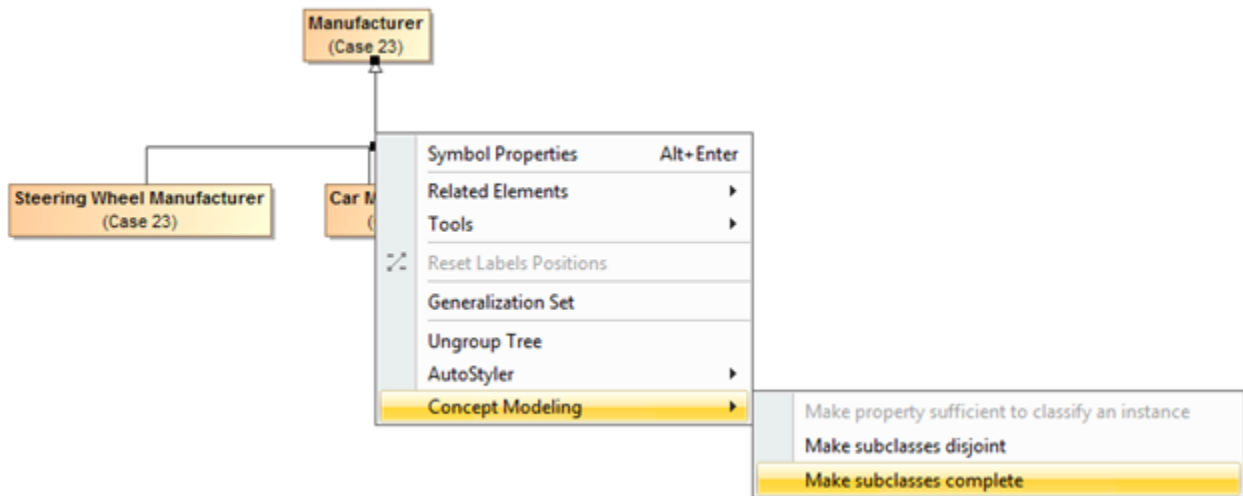 Manufacturer
(Case 23)
Steering Wheel Manufacturer
(Case 23)
Car M
(
Symbol Properties Alt+Enter
Related Elements
Tools
Reset Labels Positions
Generalization Set
Ungroup Tree
AutoStyler
Concept Modeling
Make property sufficient to classify an instance
Make subclasses disjoint
Make subclasses complete